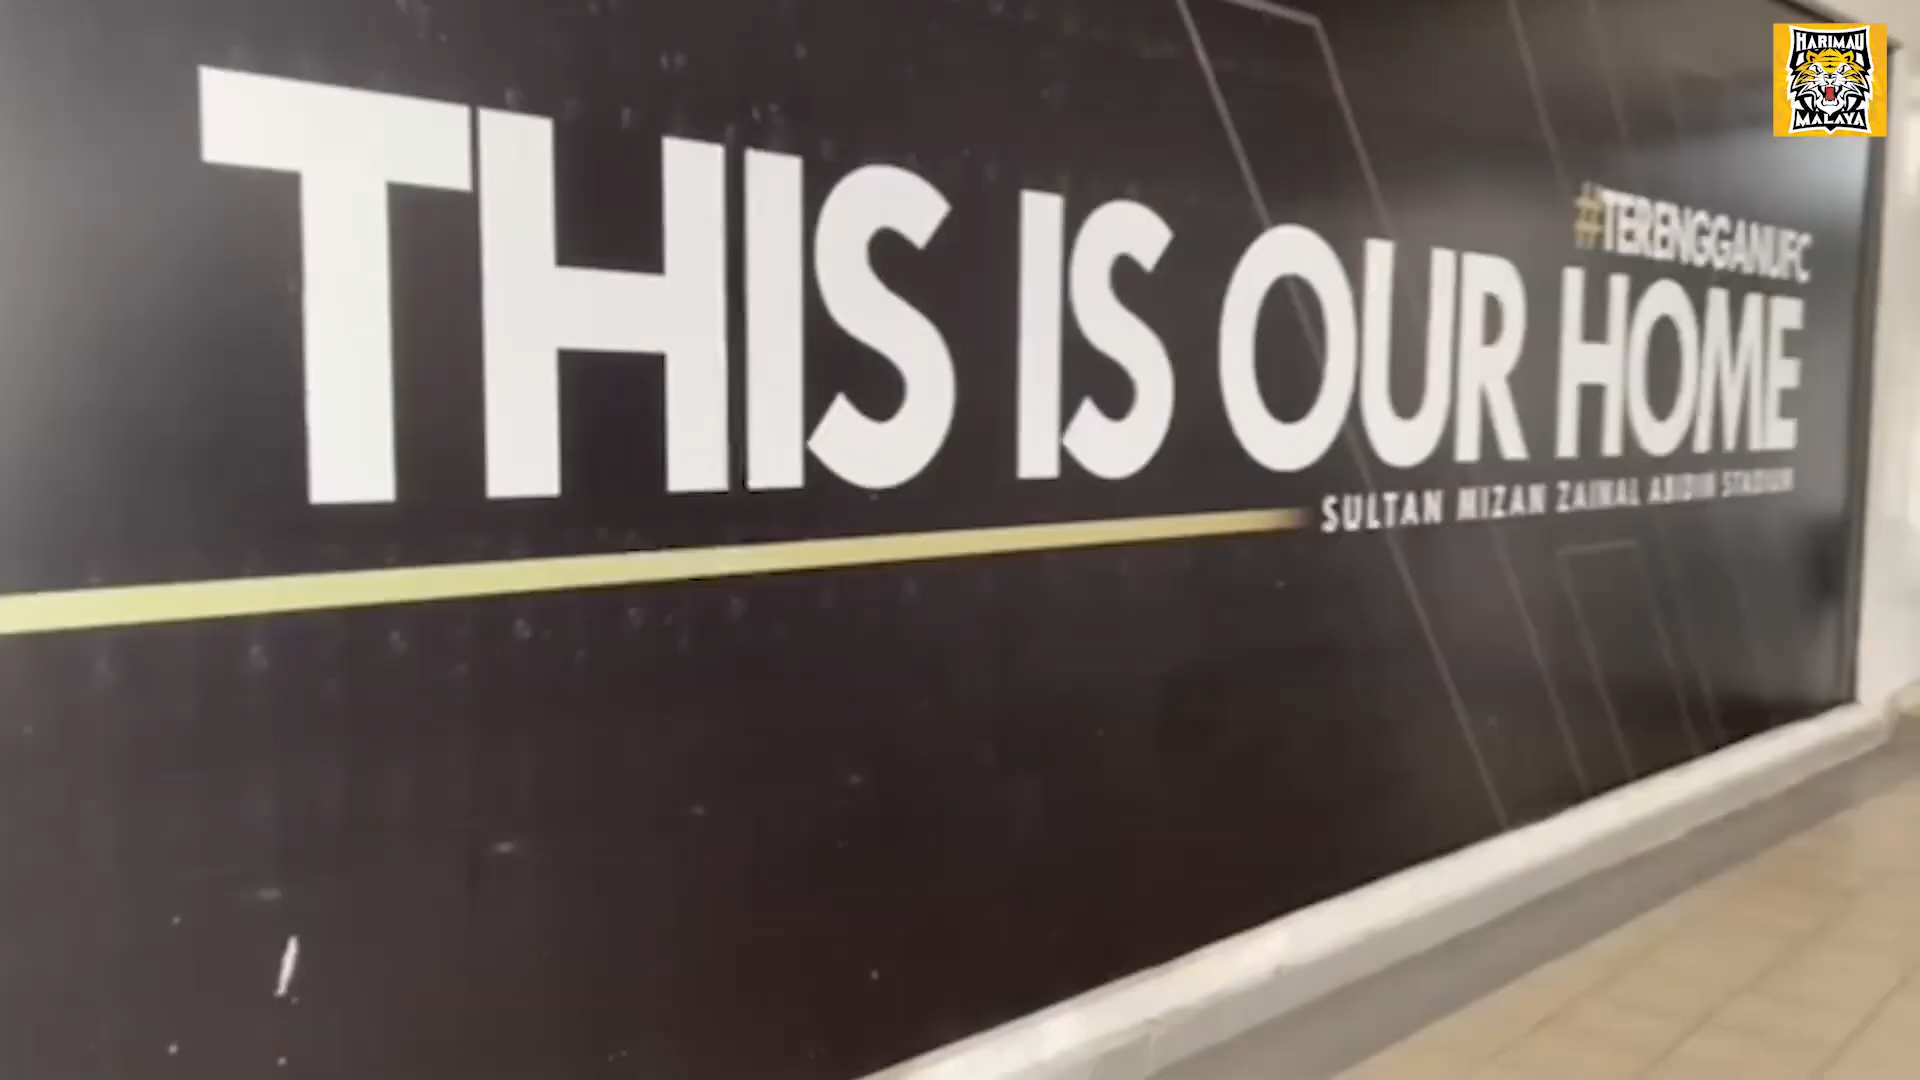 HARIMAU
MALAYA
#TERENGGANUFC
THIS IS OUR HOME
SULTAN MIZAN ZAINAL ABIDIN STADIUM